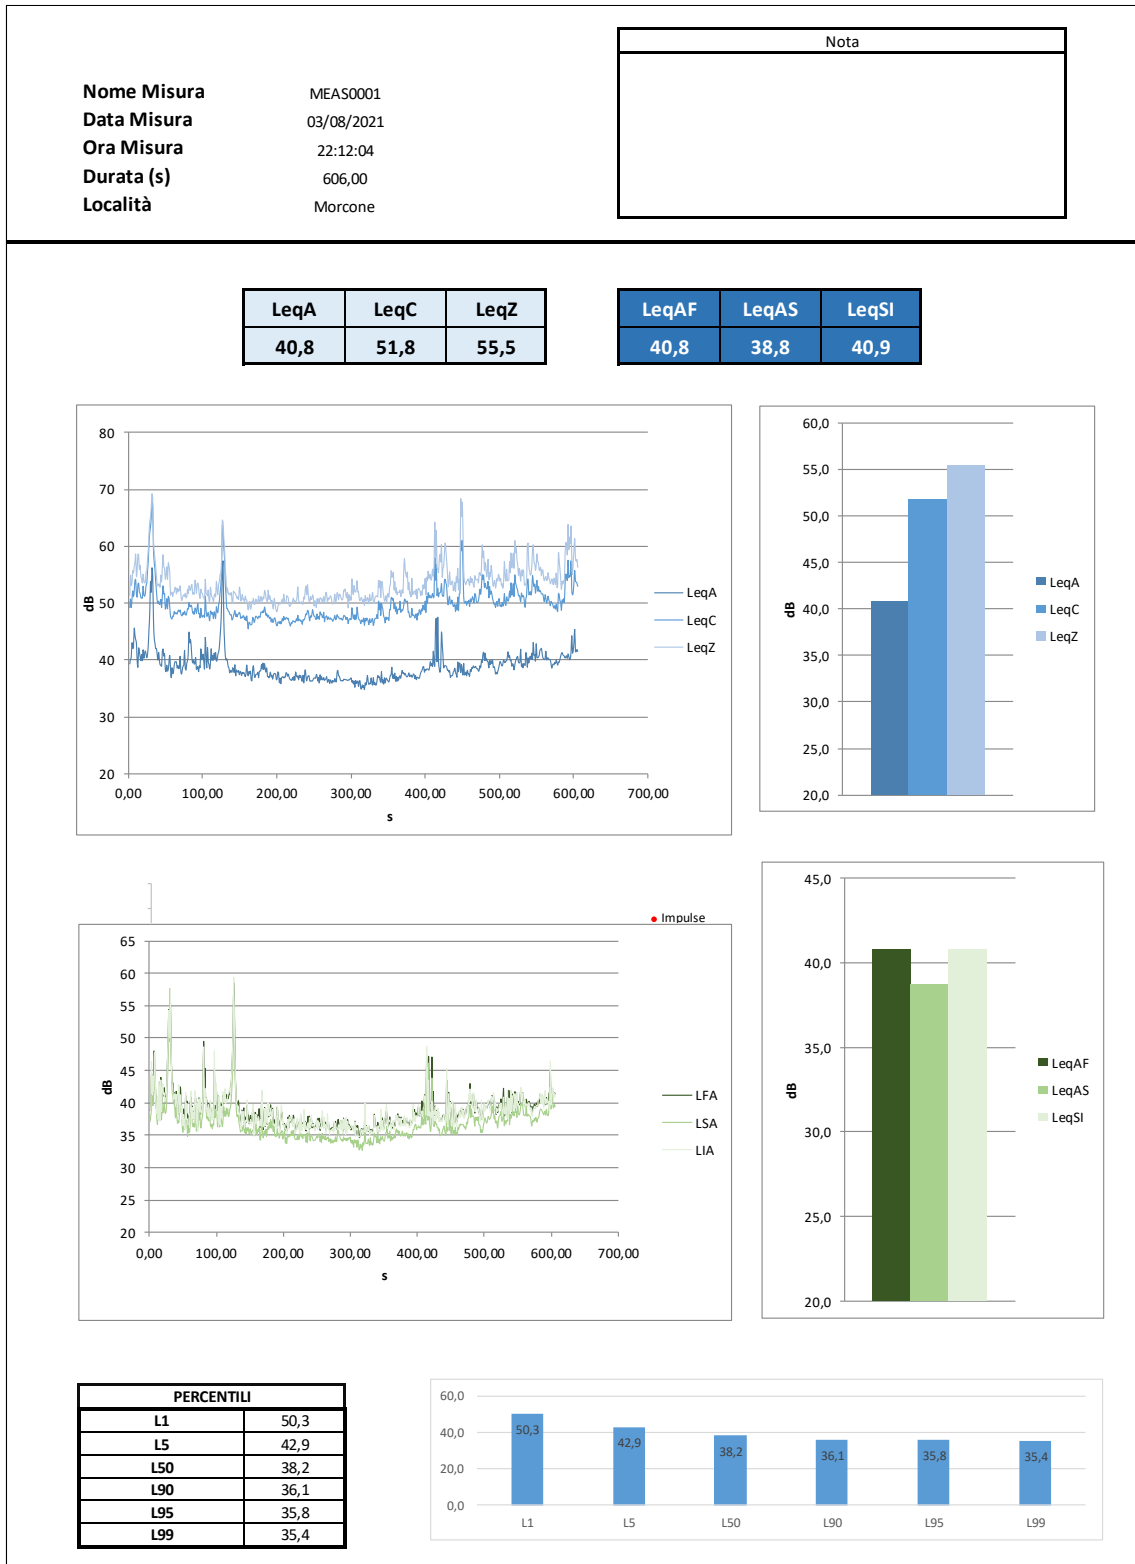 Nota
Nome Misura MEAS0001
Data Misura 03/08/2021
Ora Misura 22:12:04
Durata (s) 606,00
Località Morcone
LeqA LeqC LeqZ
40,8 51,8 55,5
LeqAF LeqAS LeqSI
40,8 38,8 40,9
80
70
60
50
40
30
20
dB
0,00 100,00 200,00 300,00 400,00 500,00 600,00 700,00
s
LeqA
LeqC
LeqZ
60,0
55,0
50,0
45,0
40,0
35,0
30,0
25,0
20,0
dB
LeqA
LeqC
LeqZ
Impulse
65
60
55
50
45
40
35
30
25
20
dB
0,00 100,00 200,00 300,00 400,00 500,00 600,00 700,00
s
LFA
LSA
LIA
45,0
40,0
35,0
30,0
25,0
20,0
dB
LeqAF
LeqAS
LeqSI
PERCENTILI
L1 50,3
L5 42,9
L50 38,2
L90 36,1
L95 35,8
L99 35,4
60,0
40,0
20,0
0,0
50,3 42,9 38,2 36,1 35,8 35,4
L1 L5 L50 L90 L95 L99